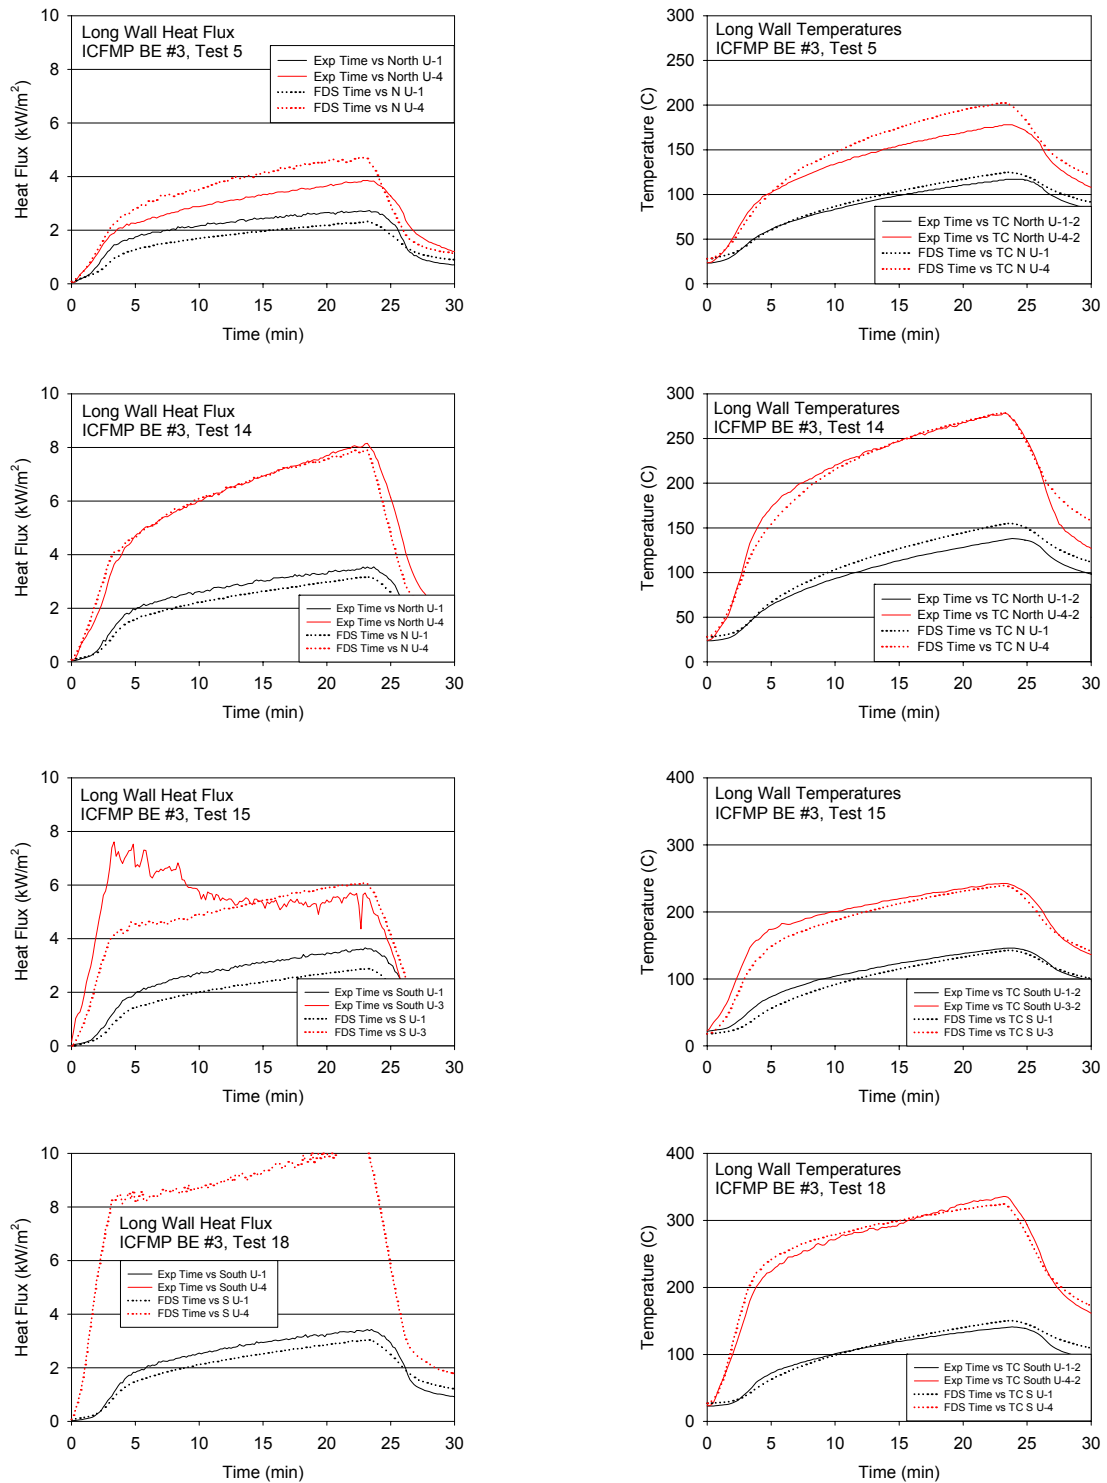 Long Wall Heat Flux
ICFMP BE #3, Test 5
Exp Time vs North U-1
Exp Time vs North U-4
FDS Time vs N U-1
FDS Time vs N U-4
Heat Flux (kW/m²)
10
8
6
4
2
0
0 5 10 15 20 25 30
Time (min)
Long Wall Temperatures
ICFMP BE #3, Test 5
Exp Time vs TC North U-1-2
Exp Time vs TC North U-4-2
FDS Time vs TC N U-1
FDS Time vs TC N U-4
Temperature (C)
300
250
200
150
100
50
0
0 5 10 15 20 25 30
Time (min)
Long Wall Heat Flux
ICFMP BE #3, Test 14
Exp Time vs North U-1
Exp Time vs North U-4
FDS Time vs N U-1
FDS Time vs N U-4
Heat Flux (kW/m²)
10
8
6
4
2
0
0 5 10 15 20 25 30
Time (min)
Long Wall Temperatures
ICFMP BE #3, Test 14
Exp Time vs TC North U-1-2
Exp Time vs TC North U-4-2
FDS Time vs TC N U-1
FDS Time vs TC N U-4
Temperature (C)
300
250
200
150
100
50
0
0 5 10 15 20 25 30
Time (min)
Long Wall Heat Flux
ICFMP BE #3, Test 15
Exp Time vs South U-1
Exp Time vs South U-3
FDS Time vs S U-1
FDS Time vs S U-3
Heat Flux (kW/m²)
10
8
6
4
2
0
0 5 10 15 20 25 30
Time (min)
Long Wall Temperatures
ICFMP BE #3, Test 15
Exp Time vs TC South U-1-2
Exp Time vs TC South U-3-2
FDS Time vs TC S U-1
FDS Time vs TC S U-3
Temperature (C)
400
300
200
100
0
0 5 10 15 20 25 30
Time (min)
Long Wall Heat Flux
ICFMP BE #3, Test 18
Exp Time vs South U-1
Exp Time vs South U-4
FDS Time vs S U-1
FDS Time vs S U-4
Heat Flux (kW/m²)
10
8
6
4
2
0
0 5 10 15 20 25 30
Time (min)
Long Wall Temperatures
ICFMP BE #3, Test 18
Exp Time vs TC South U-1-2
Exp Time vs TC South U-4-2
FDS Time vs TC S U-1
FDS Time vs TC S U-4
Temperature (C)
400
300
200
100
0
0 5 10 15 20 25 30
Time (min)